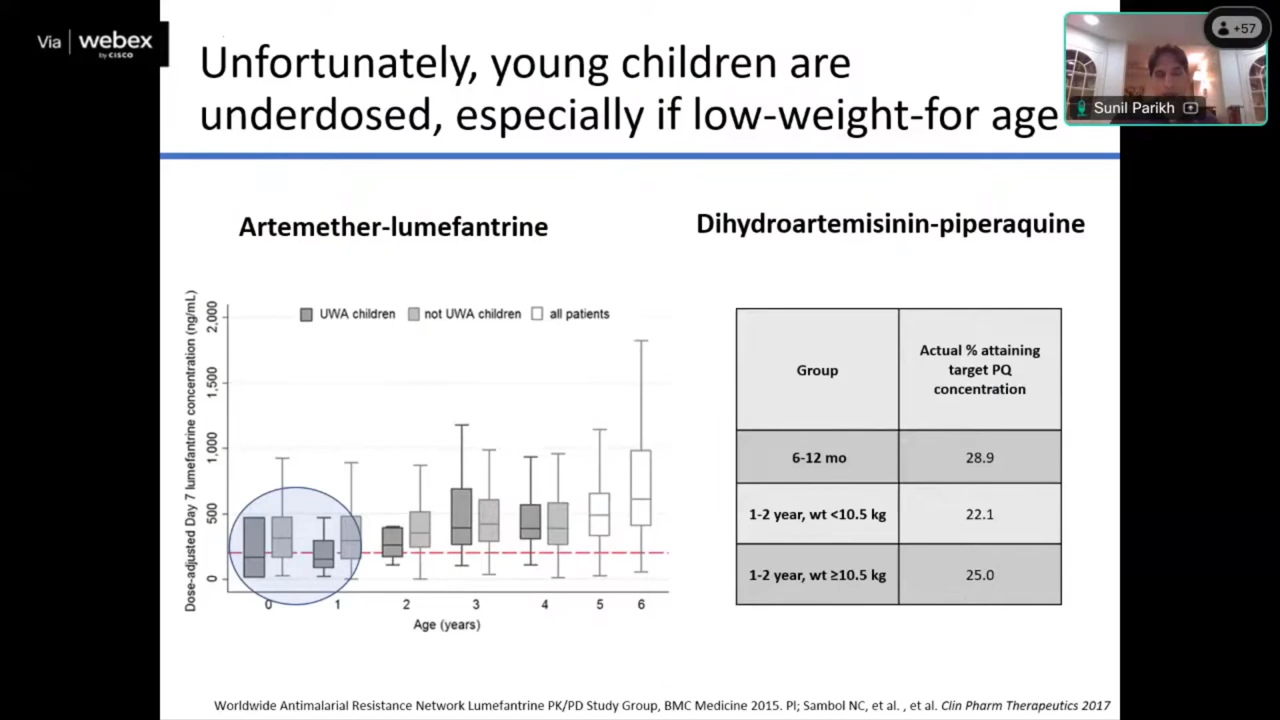 Via | webex
by CISCO
+57
Sunil Parikh
Unfortunately, young children are
underdosed, especially if low-weight-for age
Artemether-lumefantrine
Dihydroartemisinin-piperaquine
Dose-adjusted Day 7 lumefantrine concentration (ng/mL)
2,000
1,500
1,000
500
0
UWA children
not UWA children
all patients
0 1 2 3 4 5 6
Age (years)
Group
Actual % attaining
target PQ
concentration
6-12 mo 28.9
1-2 year, wt <10.5 kg 22.1
1-2 year, wt ≥10.5 kg 25.0
Worldwide Antimalarial Resistance Network Lumefantrine PK/PD Study Group, BMC Medicine 2015. Pl; Sambol NC, et al. , et al. Clin Pharm Therapeutics 2017